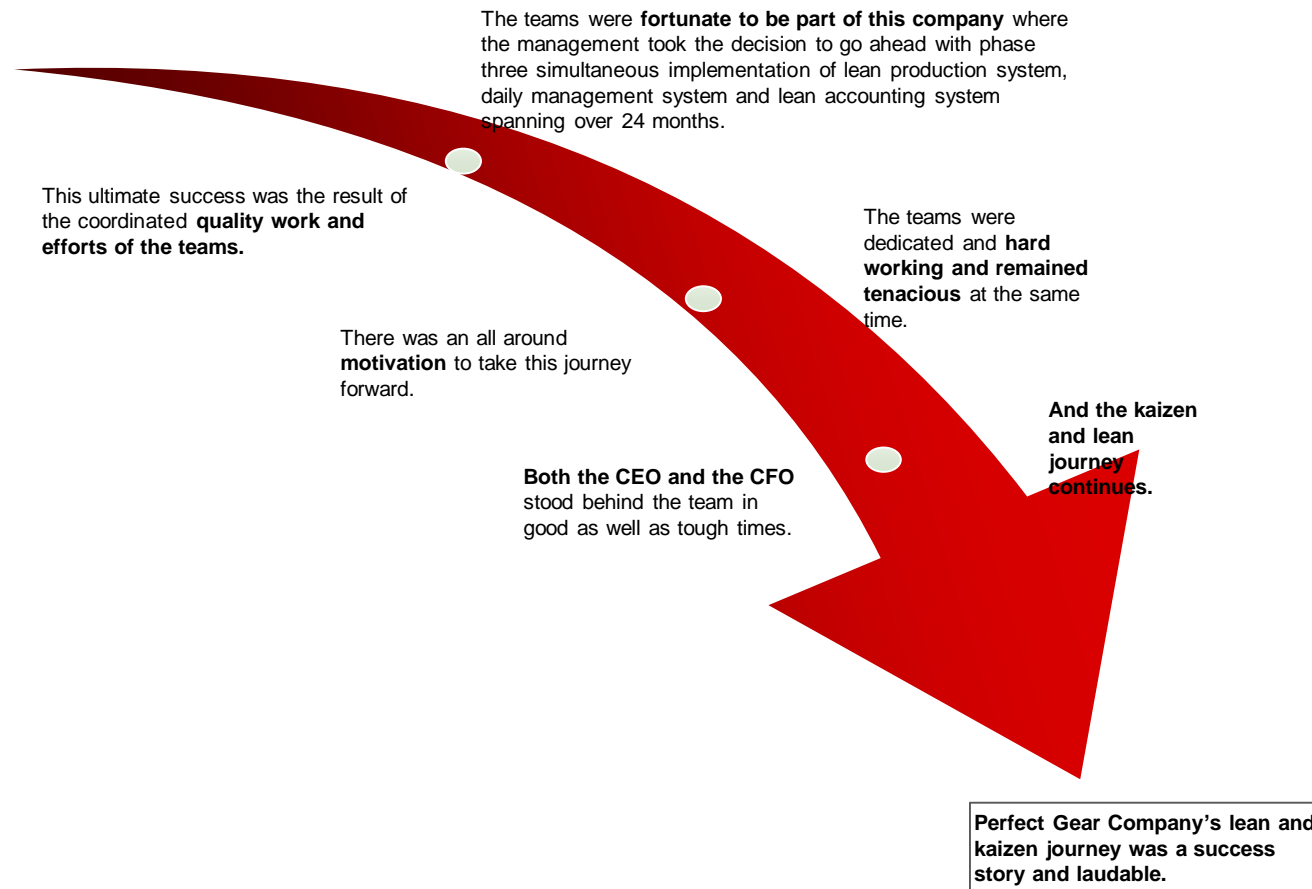 The teams were fortunate to be part of this company where
the management took the decision to go ahead with phase
three simultaneous implementation of lean production system,
daily management system and lean accounting system
spanning over 24 months.
This ultimate success was the result of
the coordinated quality work and
efforts of the teams.
The teams were
dedicated and hard
working and remained
tenacious at the same
time.
There was an all around
motivation to take this journey
forward.
And the kaizen
and lean
journey
continues.
Both the CEO and the CFO
stood behind the team in
good as well as tough times.
Perfect Gear Company’s lean and
kaizen journey was a success
story and laudable.